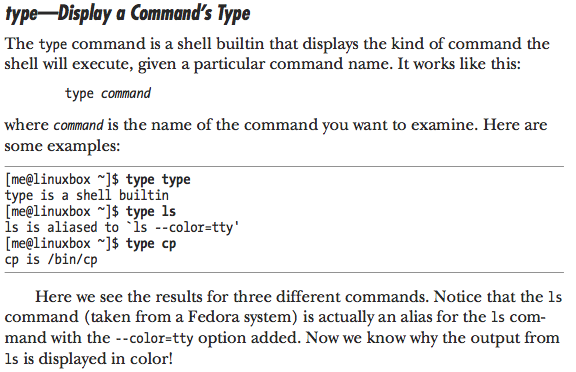 type—Display a Command's Type
The type command is a shell builtin that displays the kind of command the
shell will execute, given a particular command name. It works like this:
type command
where command is the name of the command you want to examine. Here are
some examples:
[me@linuxbox ~]$ type type
type is a shell builtin
[me@linuxbox ~]$ type ls
ls is aliased to `ls --color=tty'
[me@linuxbox ~]$ type cp
cp is /bin/cp
Here we see the results for three different commands. Notice that the ls
command (taken from a Fedora system) is actually an alias for the ls com-
mand with the --color=tty option added. Now we know why the output from
ls is displayed in color!